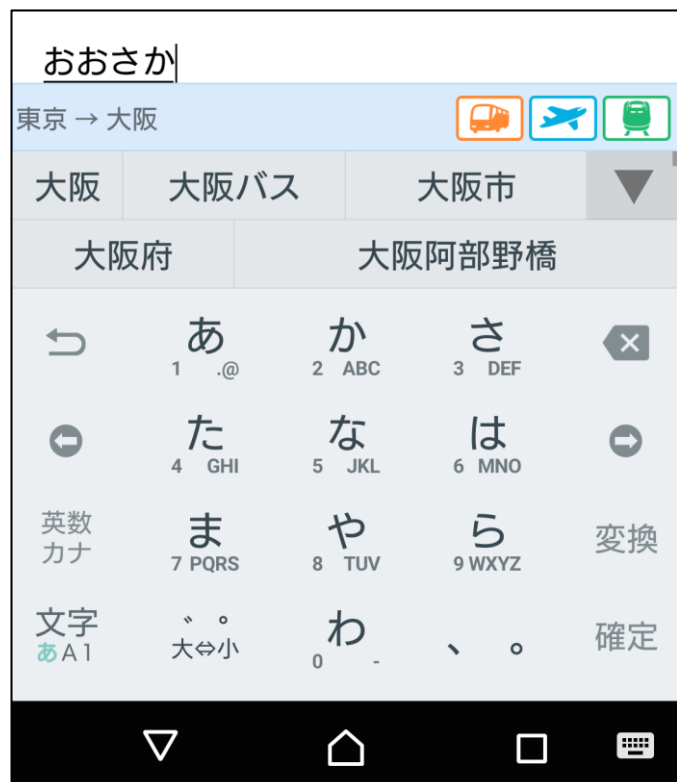 おおさか
東京 → 大阪
大阪 大阪バス 大阪市 ▼
大阪府 大阪阿部野橋
あ か さ
1 .@ 2 ABC 3 DEF
た な は
4 GHI 5 JKL 6 MNO
英数 ま や ら 変換
カナ 7 PQRS 8 TUV 9 WXYZ
文字 ゛ ゜ わ 、 。 確定
あA1 大⇔小 0 -